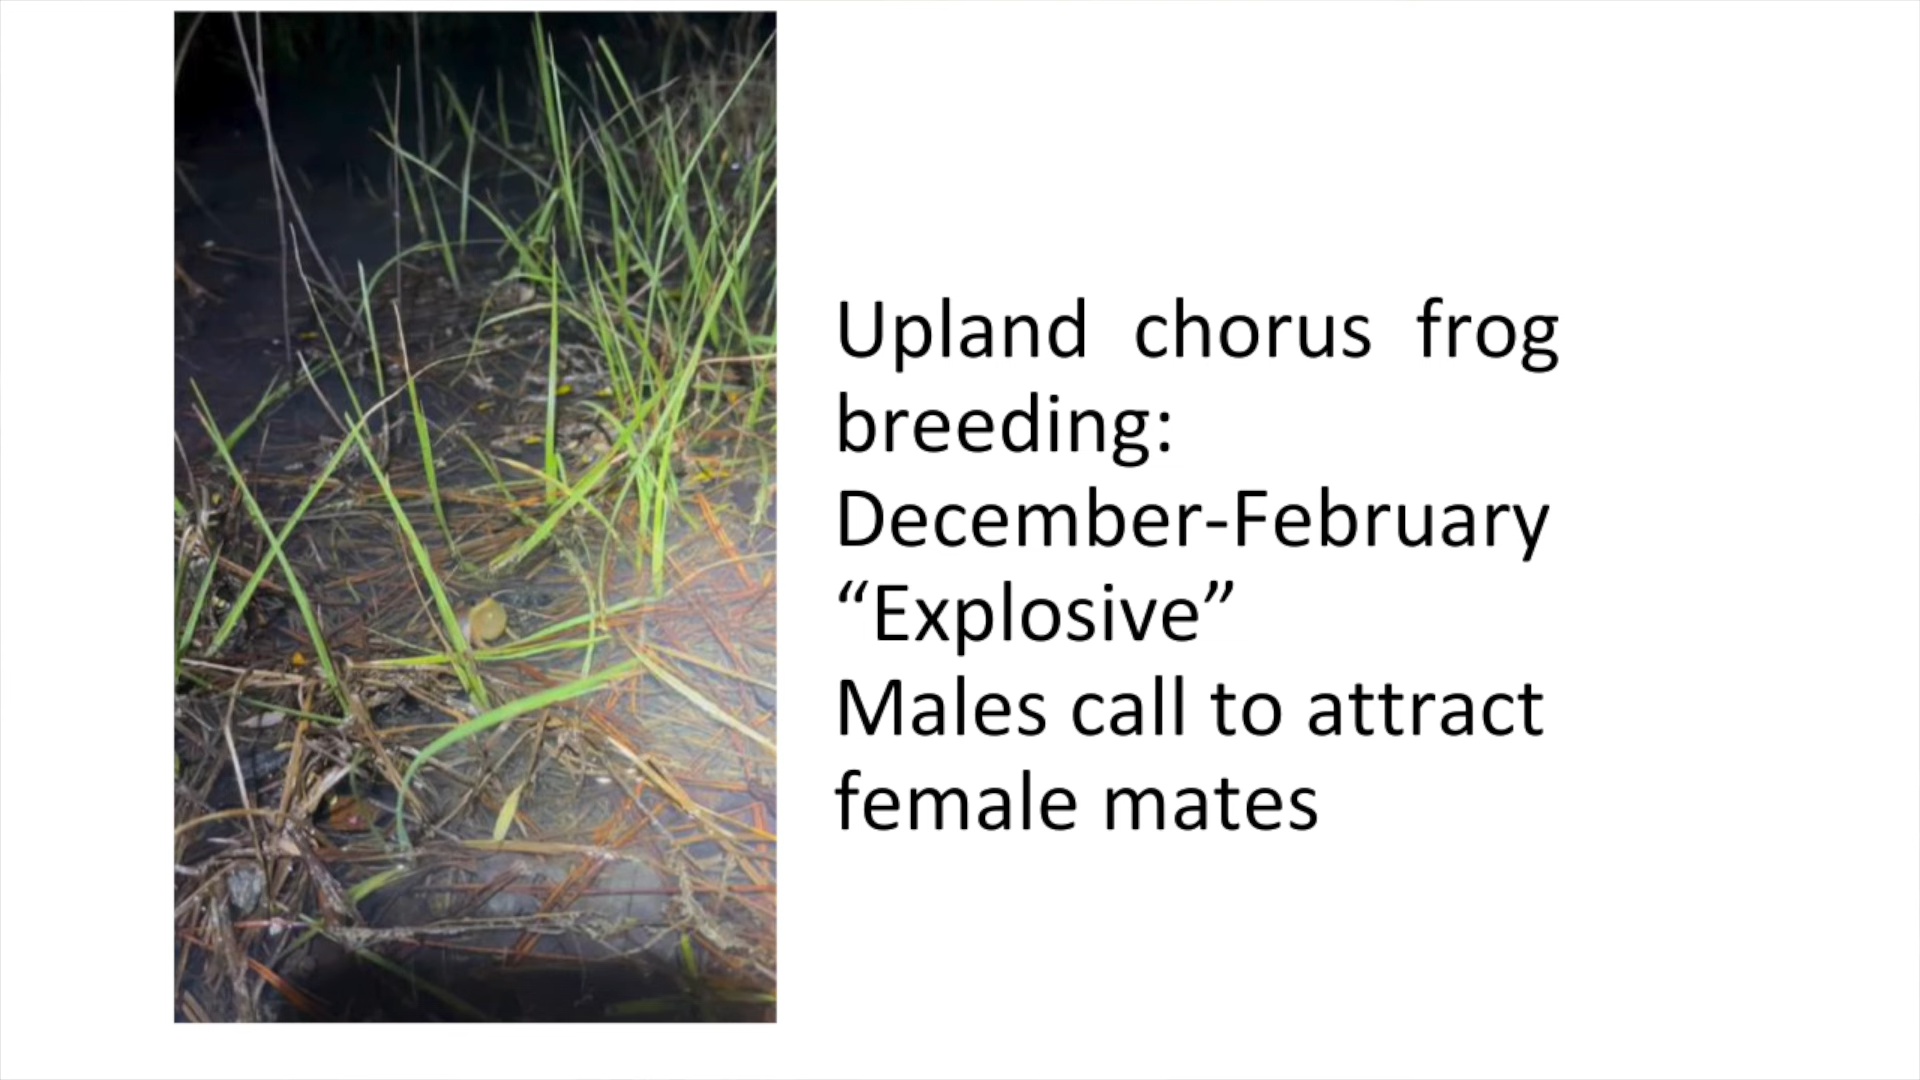 Upland chorus frog
breeding:
December-February
“Explosive”
Males call to attract
female mates